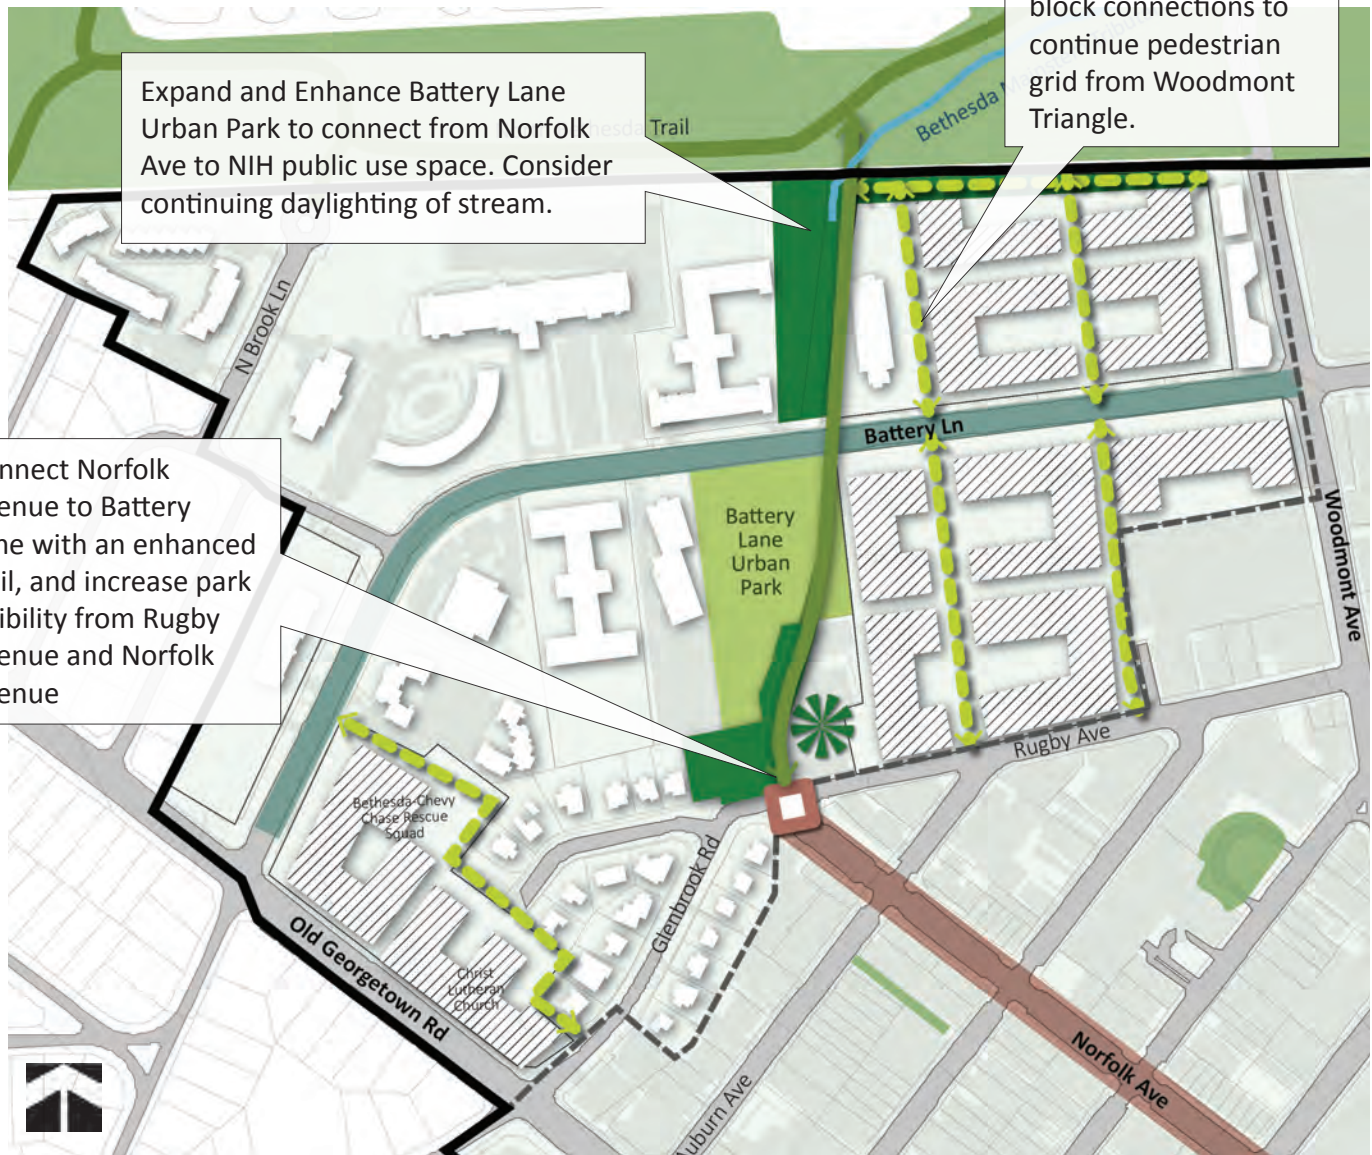 block connections to
continue pedestrian
grid from Woodmont
Triangle.
Expand and Enhance Battery Lane
Urban Park to connect from Norfolk
Ave to NIH public use space. Consider
continuing daylighting of stream.
Trail
Bethesda
N Brook Ln
Battery Ln
nnect Norfolk
enue to Battery
ne with an enhanced
il, and increase park
ibility from Rugby
enue and Norfolk
enue
Battery
Lane
Urban
Park
Woodmont Ave
Rugby Ave
Bethesda-Chevy
Chase Rescue
Squad
Glenbrook Rd
Old Georgetown Rd
Christ
Lutheran
Church
Norfolk Ave
Auburn Ave